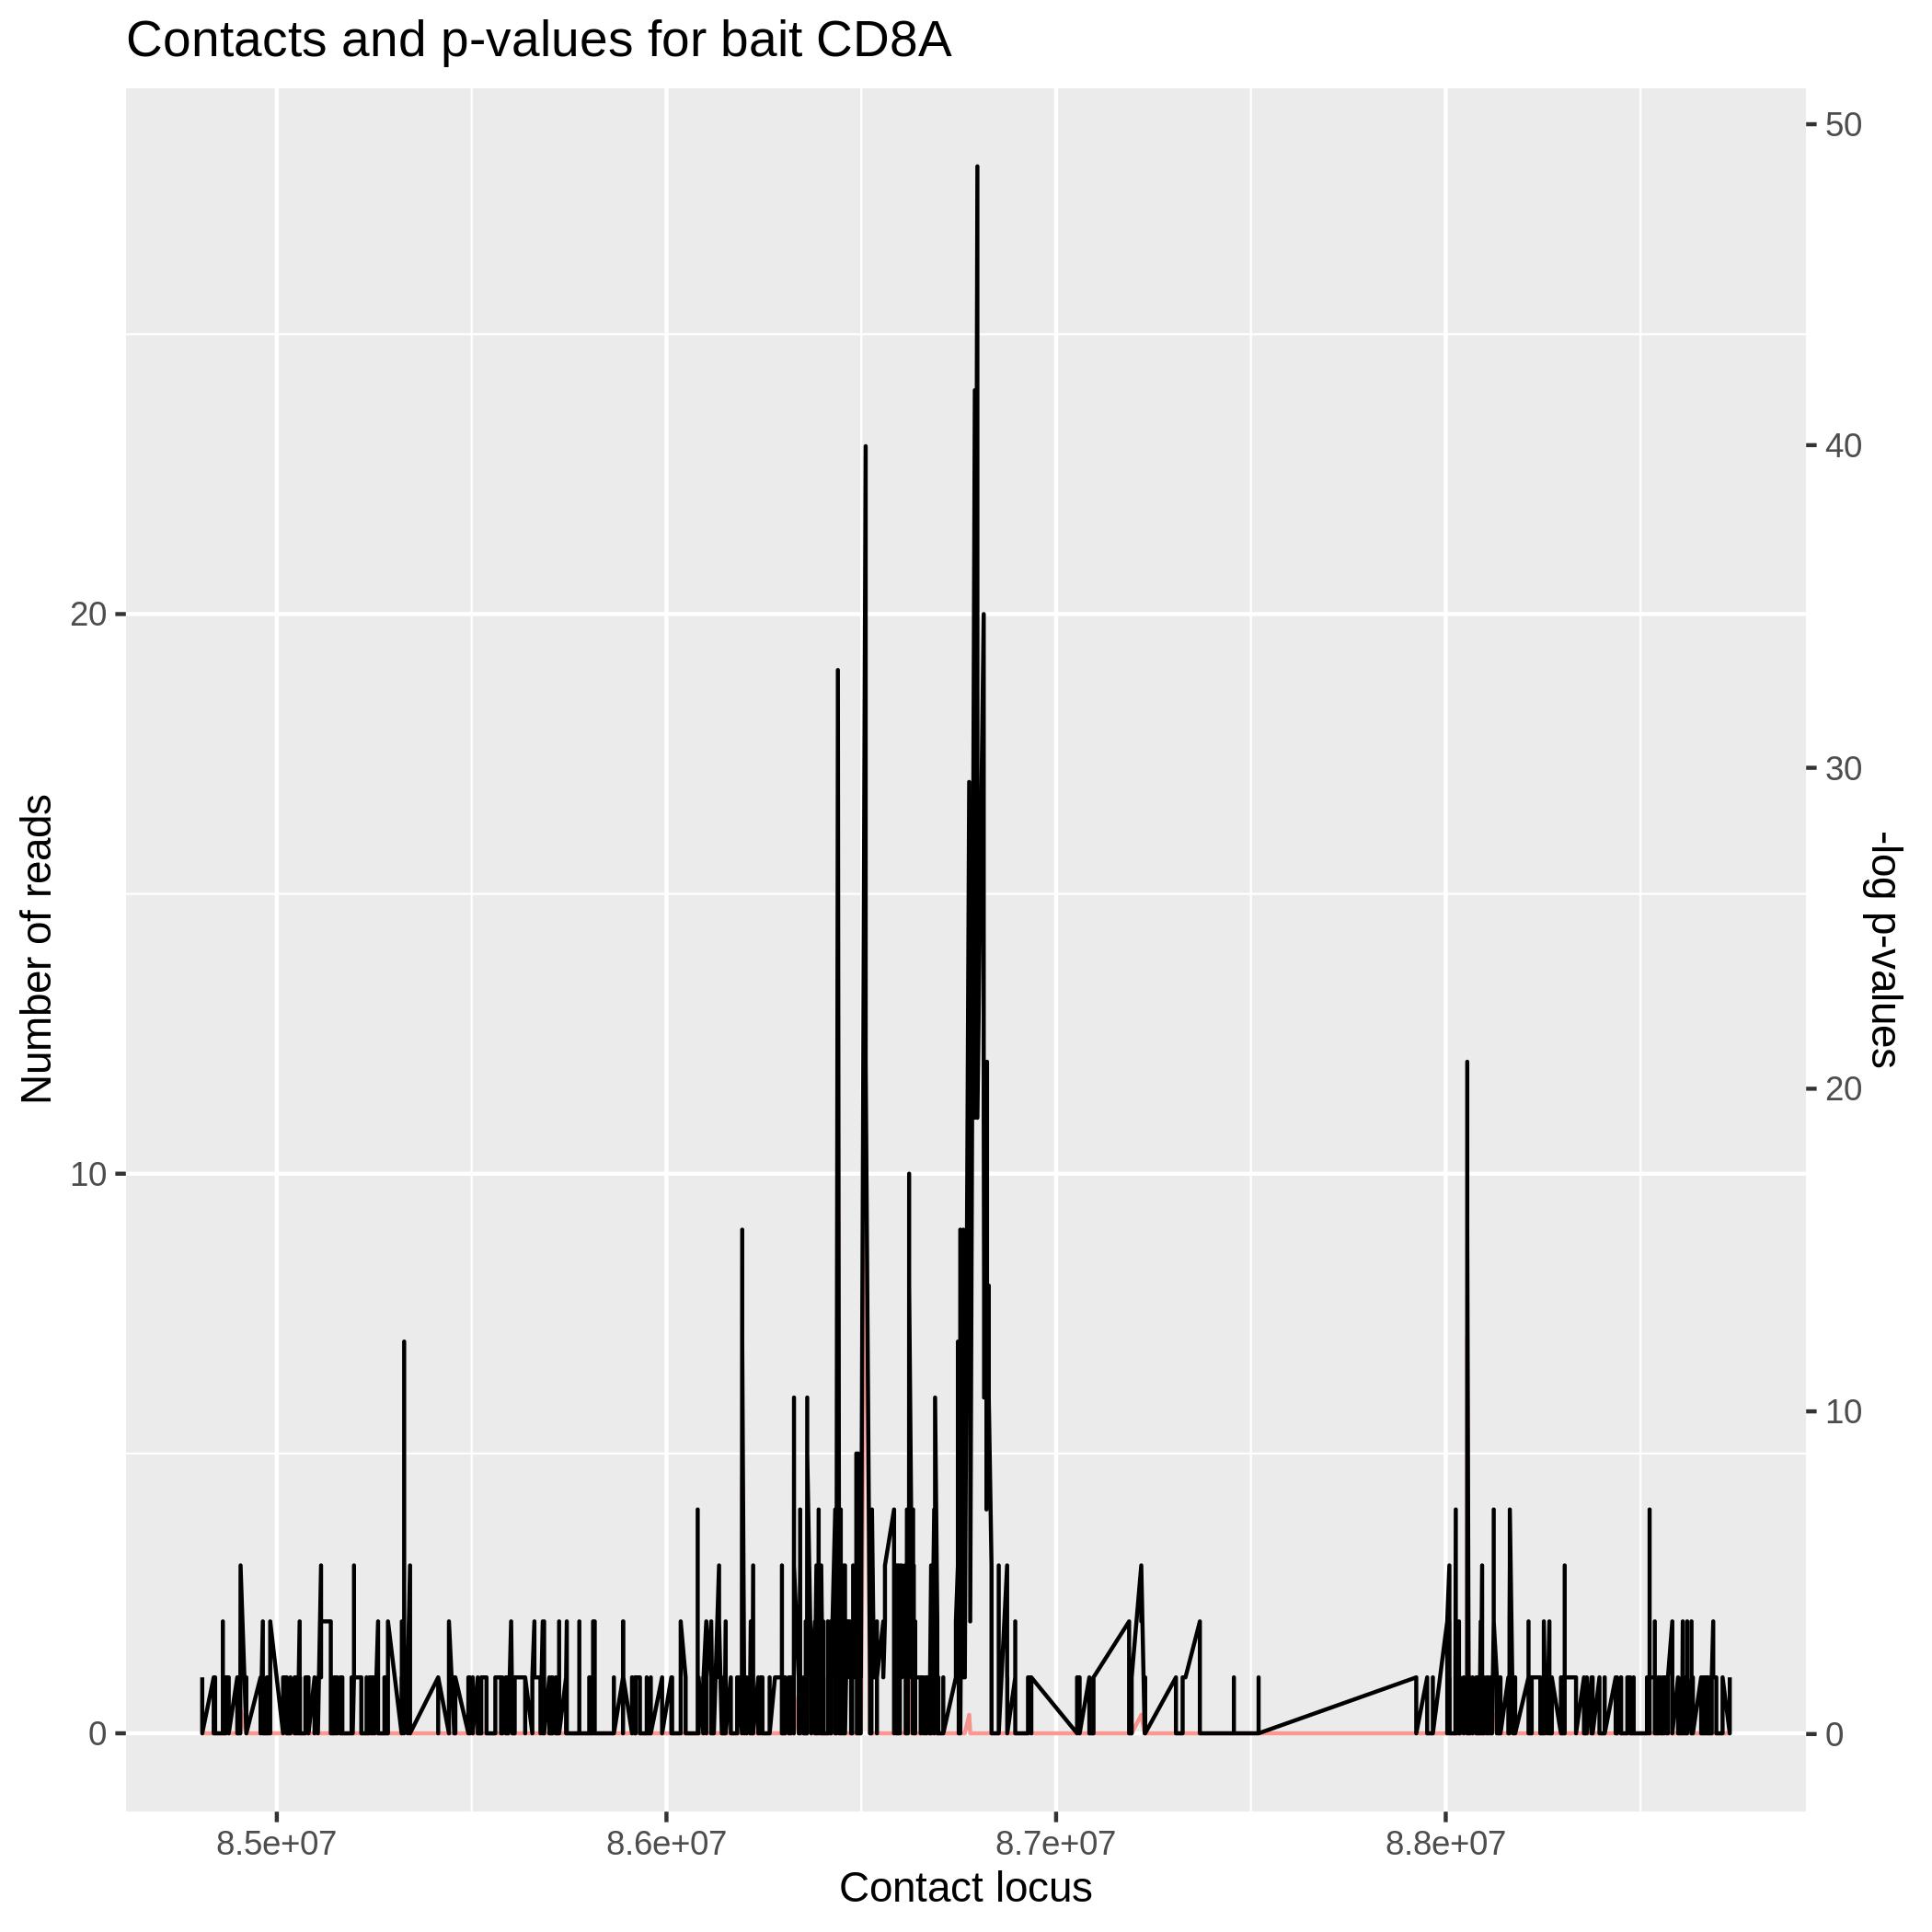 Contacts and p-values for bait CD8A
50
40
30
20
10
0
20
10
0
Number of reads
-log p-values
8.5e+07
8.6e+07
8.7e+07
8.8e+07
Contact locus